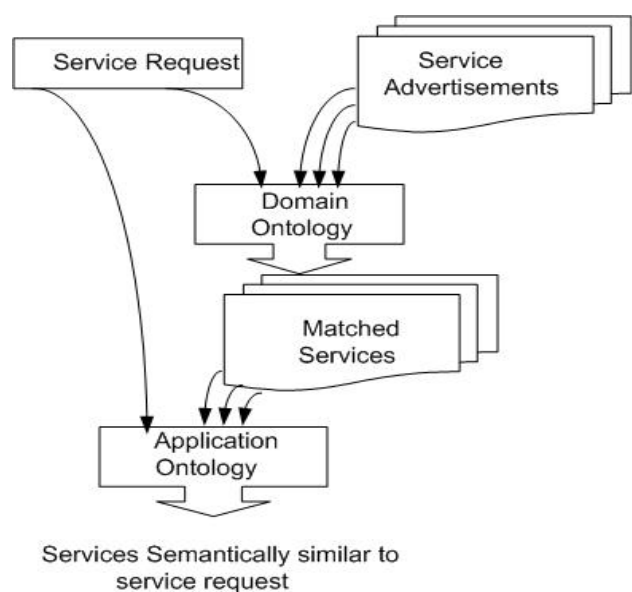 Service Request
Service
Advertisements
Domain
Ontology
Matched
Services
Application
Ontology
Services Semantically similar to
service request